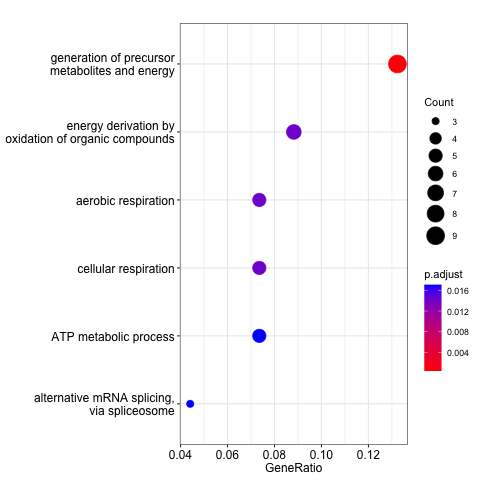 generation of precursor
metabolites and energy
energy derivation by
oxidation of organic compounds
aerobic respiration
cellular respiration
ATP metabolic process
alternative mRNA splicing,
via spliceosome
0.04 0.06 0.08 0.10 0.12
GeneRatio
Count
3
4
5
6
7
8
9
p.adjust
0.016
0.012
0.008
0.004